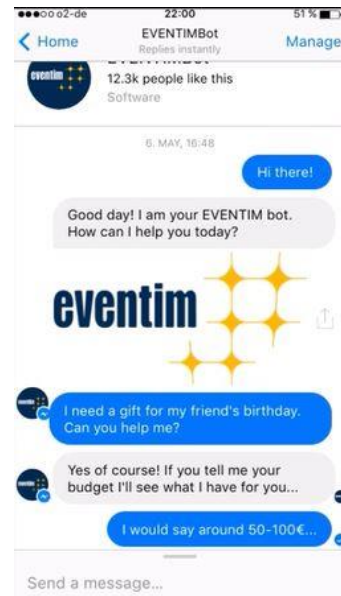 o2-de 22:00 51 %
Home EVENTIMBot Manage
Replies instantly
eventim
12.3k people like this
Software
6. MAY, 16:48
Hi there!
Good day! I am your EVENTIM bot.
How can I help you today?
eventim
I need a gift for my friend's birthday.
Can you help me?
Yes of course! If you tell me your
budget I'll see what I have for you...
I would say around 50-100€...
Send a message...